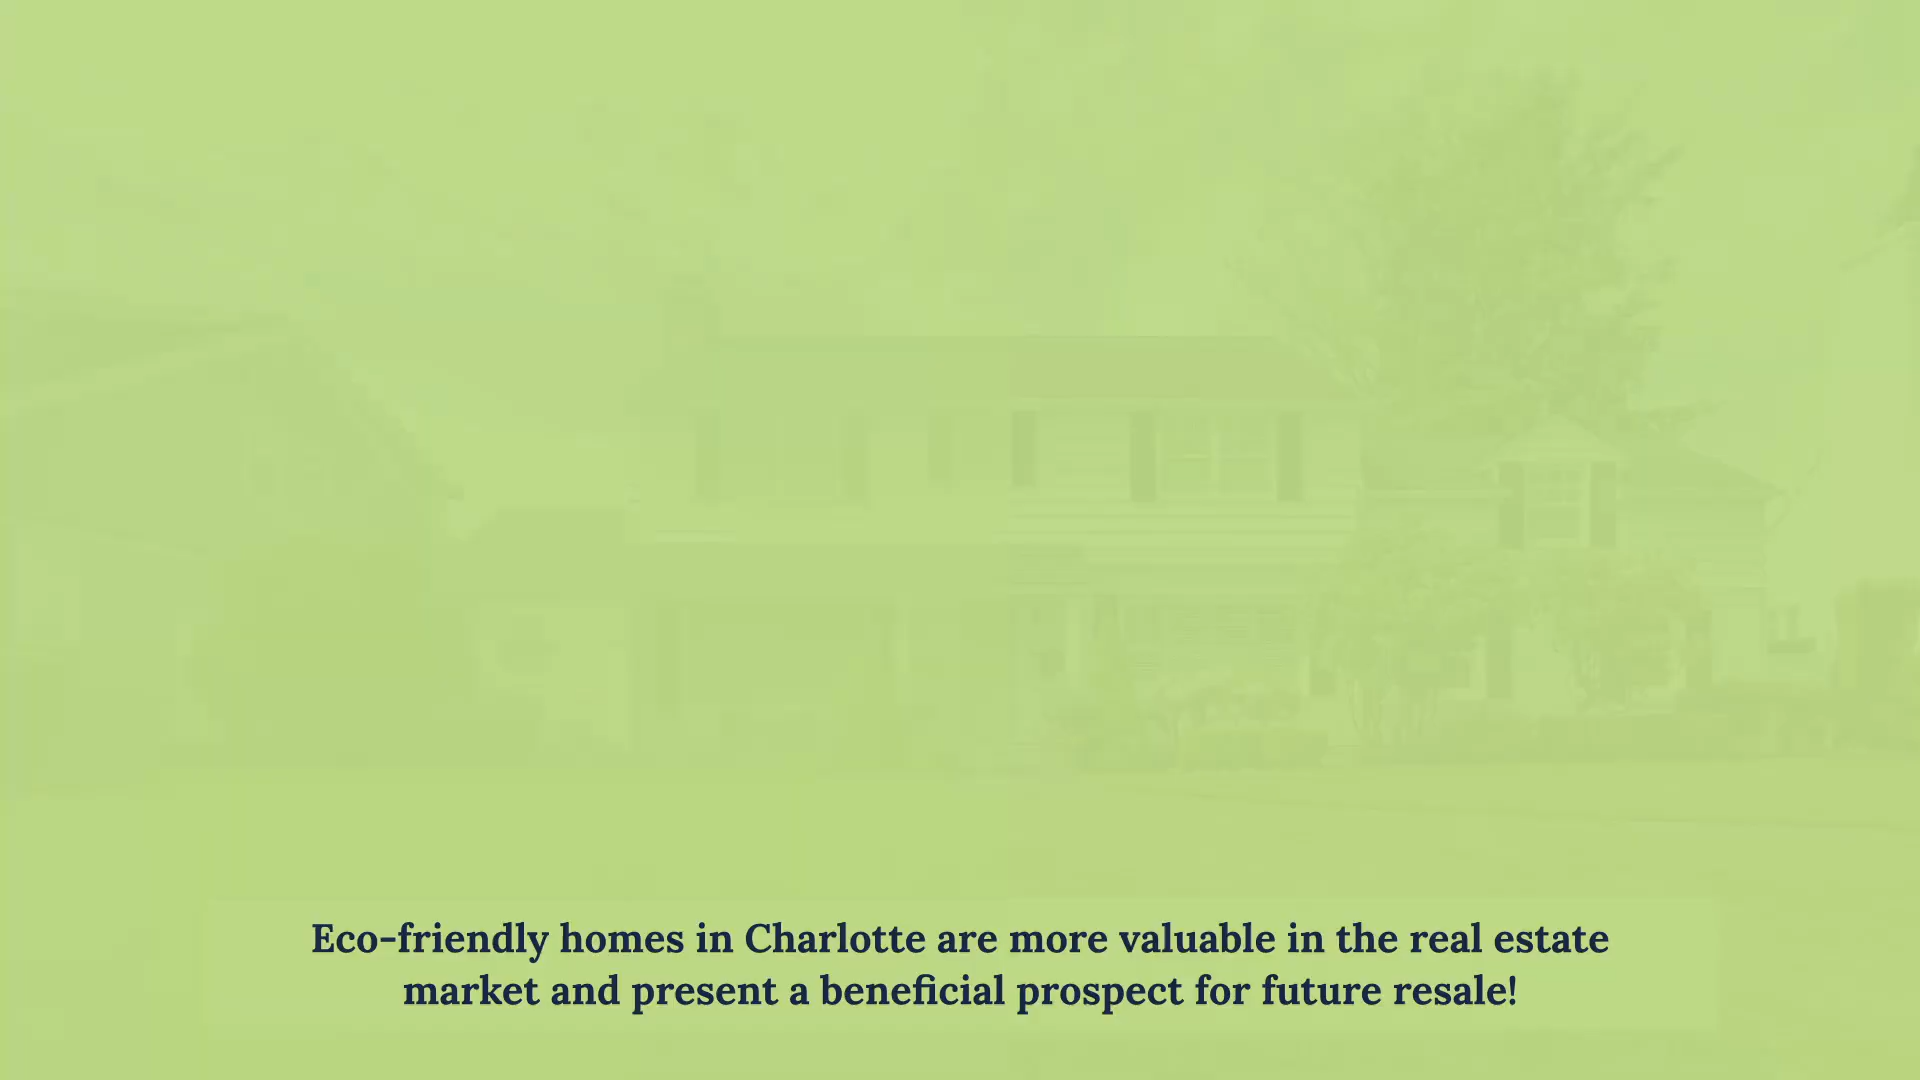 Eco-friendly homes in Charlotte are more valuable in the real estate
market and present a beneficial prospect for future resale!